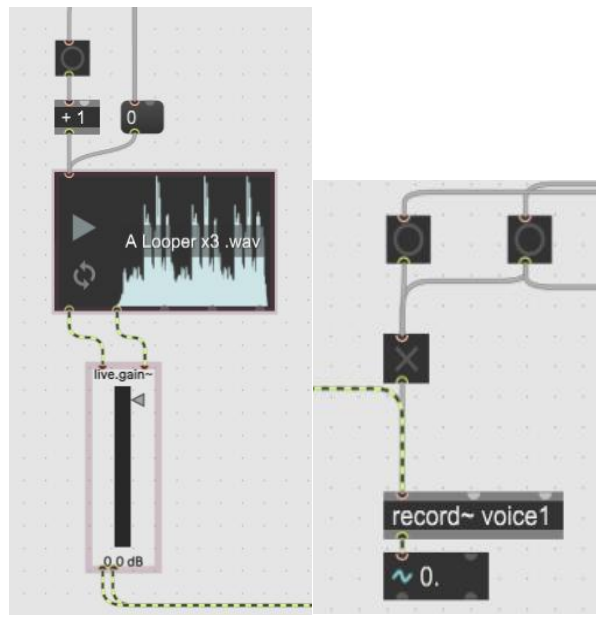 + 1
0
A Looper x3 .wav
live.gain~
0.0 dB
record~ voice1
0.